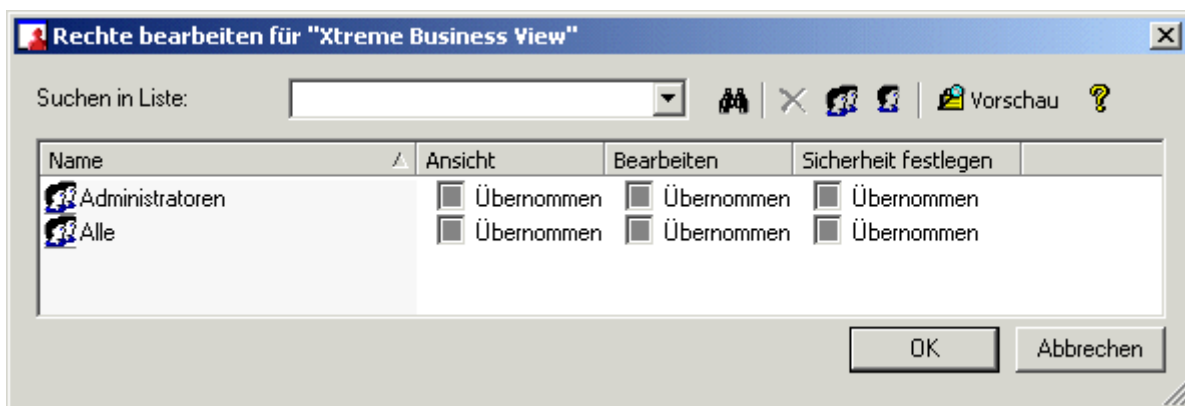 Rechte bearbeiten für "Xtreme Business View"
Suchen in Liste: Vorschau
Name Ansicht Bearbeiten Sicherheit festlegen
Administratoren Übernommen Übernommen Übernommen
Alle Übernommen Übernommen Übernommen
OK Abbrechen